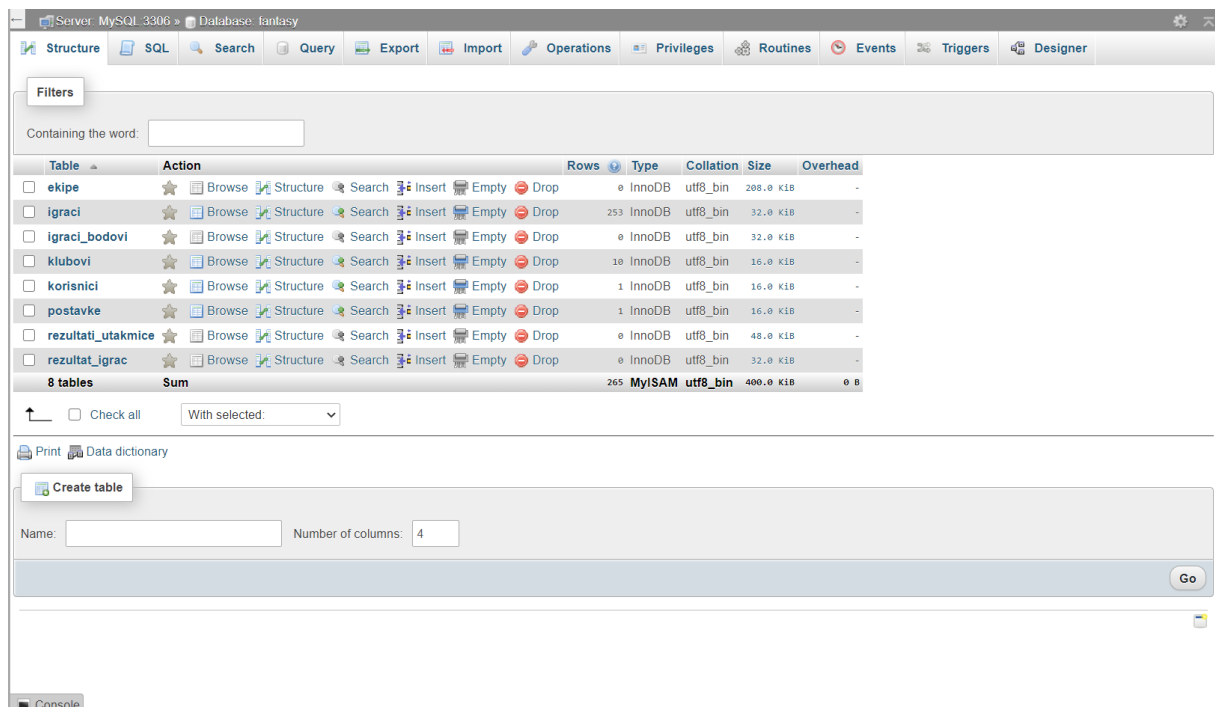 Server: MySQL:3306 » Database: fantasy
Structure SQL Search Query Export Import Operations Privileges Routines Events Triggers Designer
Filters
Containing the word:
Table Action Rows Type Collation Size Overhead
ekipe Browse Structure Search Insert Empty Drop 0 InnoDB utf8_bin 208.0 KiB -
igraci Browse Structure Search Insert Empty Drop 253 InnoDB utf8_bin 32.0 KiB -
igraci_bodovi Browse Structure Search Insert Empty Drop 0 InnoDB utf8_bin 32.0 KiB -
klubovi Browse Structure Search Insert Empty Drop 10 InnoDB utf8_bin 16.0 KiB -
korisnici Browse Structure Search Insert Empty Drop 1 InnoDB utf8_bin 16.0 KiB -
postavke Browse Structure Search Insert Empty Drop 1 InnoDB utf8_bin 16.0 KiB -
rezultati_utakmice Browse Structure Search Insert Empty Drop 0 InnoDB utf8_bin 48.0 KiB -
rezultat_igrac Browse Structure Search Insert Empty Drop 0 InnoDB utf8_bin 32.0 KiB -
8 tables Sum 265 MyISAM utf8_bin 400.0 KiB 0 B
Check all With selected:
Print Data dictionary
Create table
Name: Number of columns: 4
Go
Console